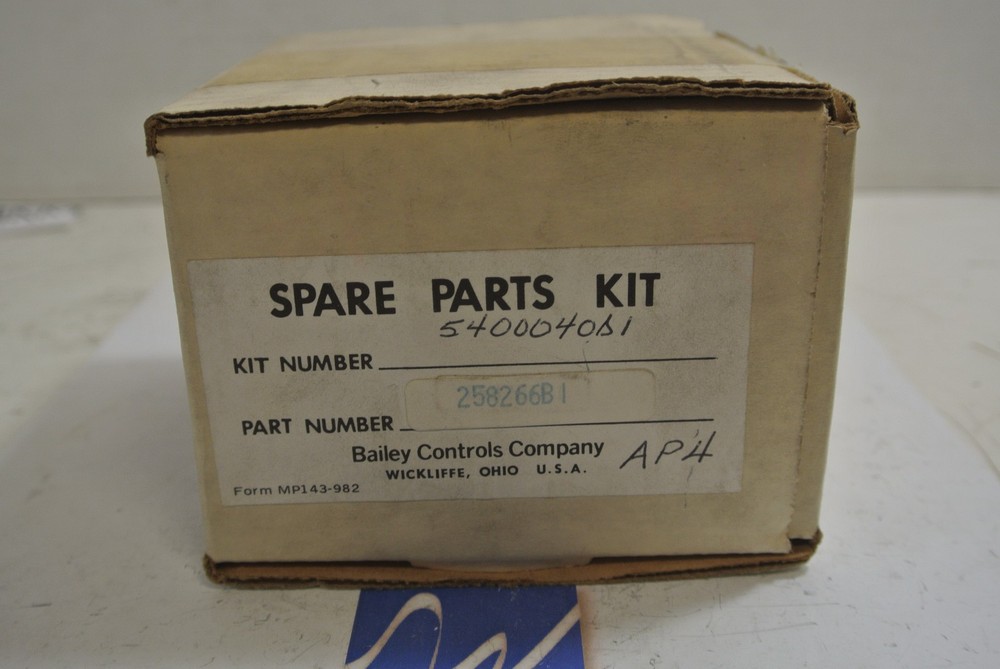 SPARE PARTS KIT
5400040B1
KIT NUMBER
258266B1
PART NUMBER
Bailey Controls Company
AP4
WICKLIFFE, OHIO U.S.A.
Form MP143-982